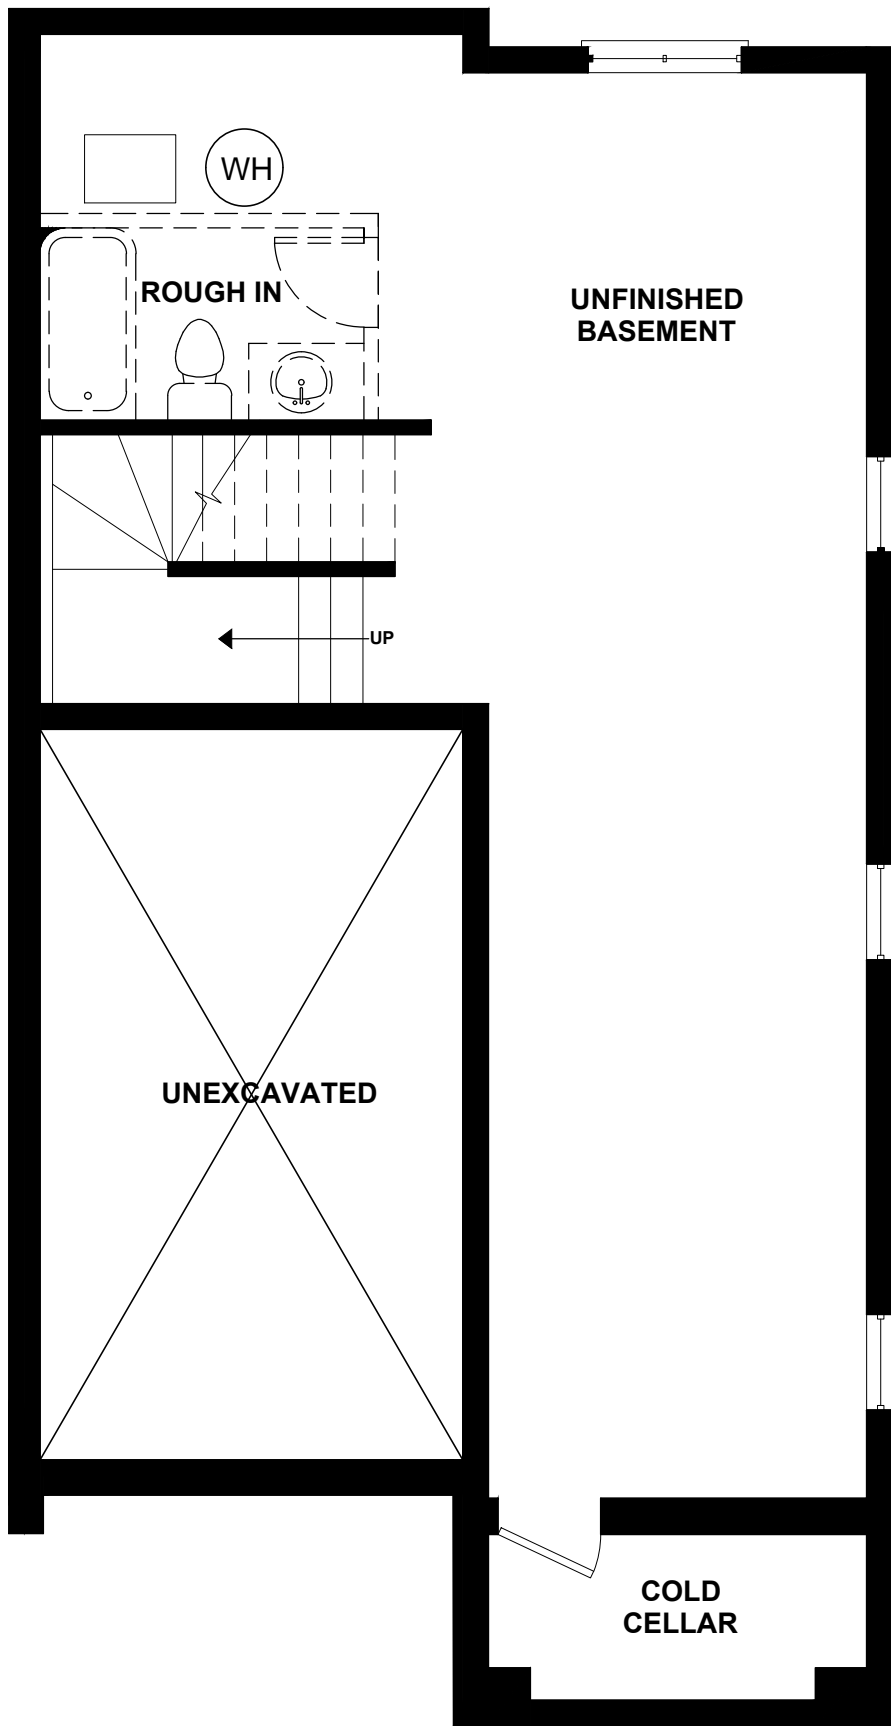 WH
ROUGH IN
UNFINISHED
BASEMENT
UP
UNEXCAVATED
COLD
CELLAR